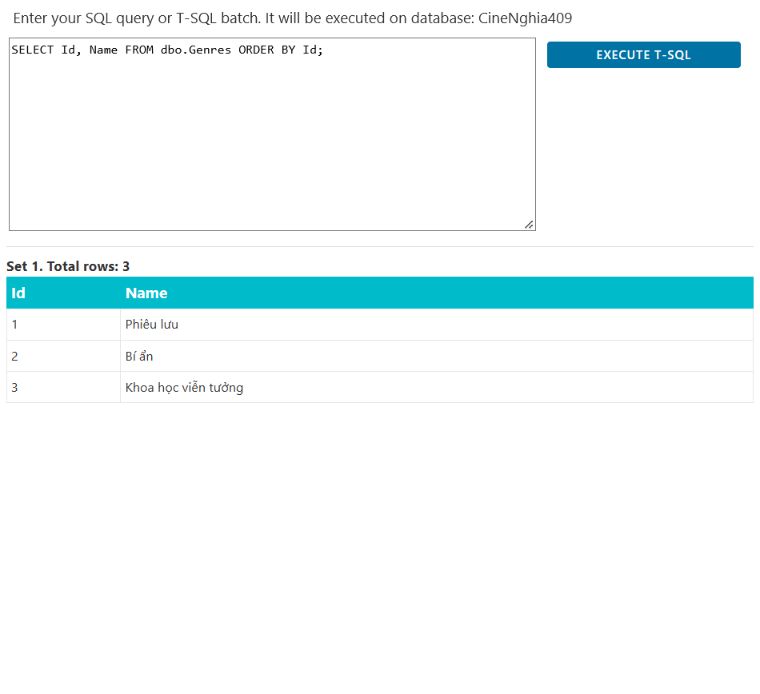 Enter your SQL query or T-SQL batch. It will be executed on database: CineNghia409
SELECT Id, Name FROM dbo.Genres ORDER BY Id;
EXECUTE T-SQL
Set 1. Total rows: 3
Id Name
1 Phiêu lưu
2 Bí ẩn
3 Khoa học viễn tưởng